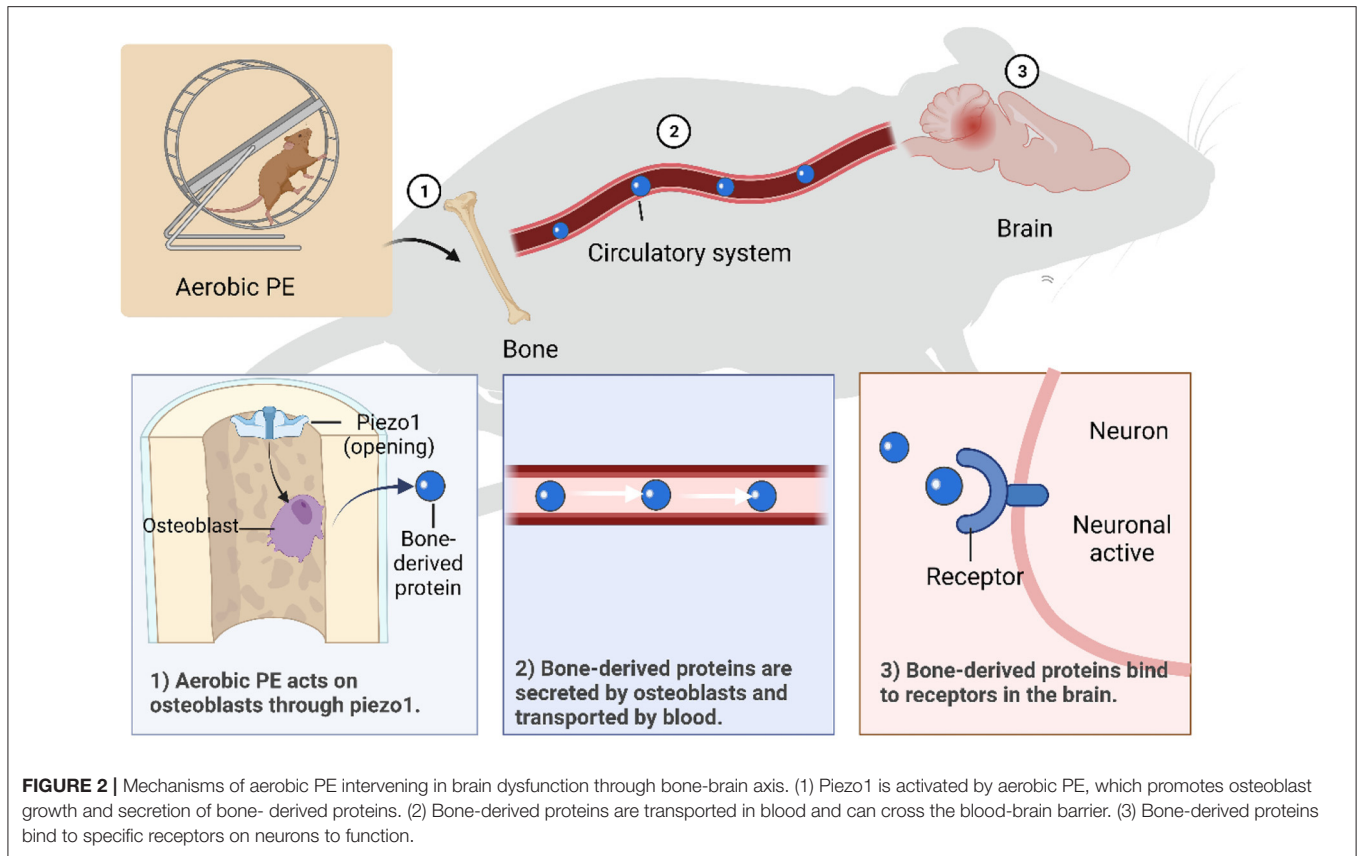 3
2
1
Aerobic PE
Circulatory system
Brain
Bone
Piezo1
(opening)
Osteoblast
Bone-
derived
protein
1) Aerobic PE acts on
osteoblasts through piezo1.
2) Bone-derived proteins are
secreted by osteoblasts and
transported by blood.
Neuron
Neuronal
active
Receptor
3) Bone-derived proteins bind
to receptors in the brain.
FIGURE 2 | Mechanisms of aerobic PE intervening in brain dysfunction through bone-brain axis. (1) Piezo1 is activated by aerobic PE, which promotes osteoblast
growth and secretion of bone- derived proteins. (2) Bone-derived proteins are transported in blood and can cross the blood-brain barrier. (3) Bone-derived proteins
bind to specific receptors on neurons to function.